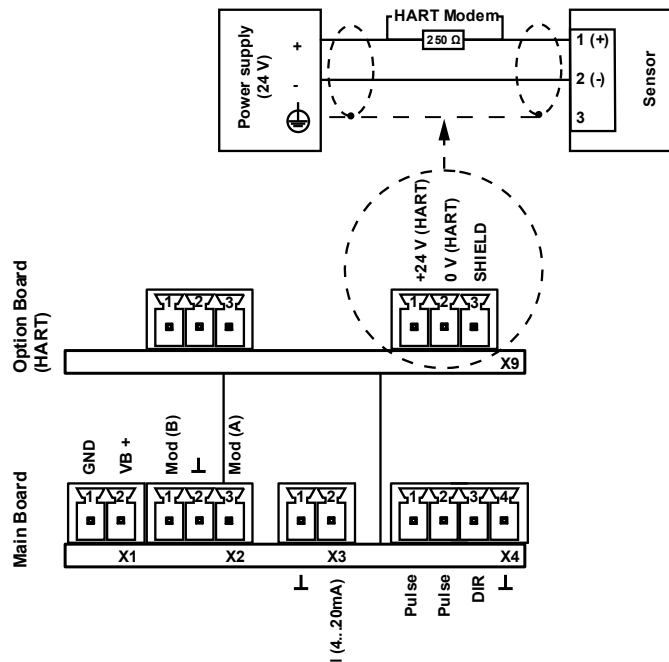 HART Modem
Power supply
(24 V)
+
-
250 Ω
1 (+)
2 (-)
3
Sensor
+24 V (HART)
0 V (HART)
SHIELD
Option Board
(HART)
1 2 3
1 2 3
X9
Main Board
GND
VB +
Mod (B)
⊥
Mod (A)
1 2
1 2 3
1 2
1 2 3 4
X1
X2
X3
X4
⊥
I (4...20mA)
Pulse
Pulse
DIR
⊥